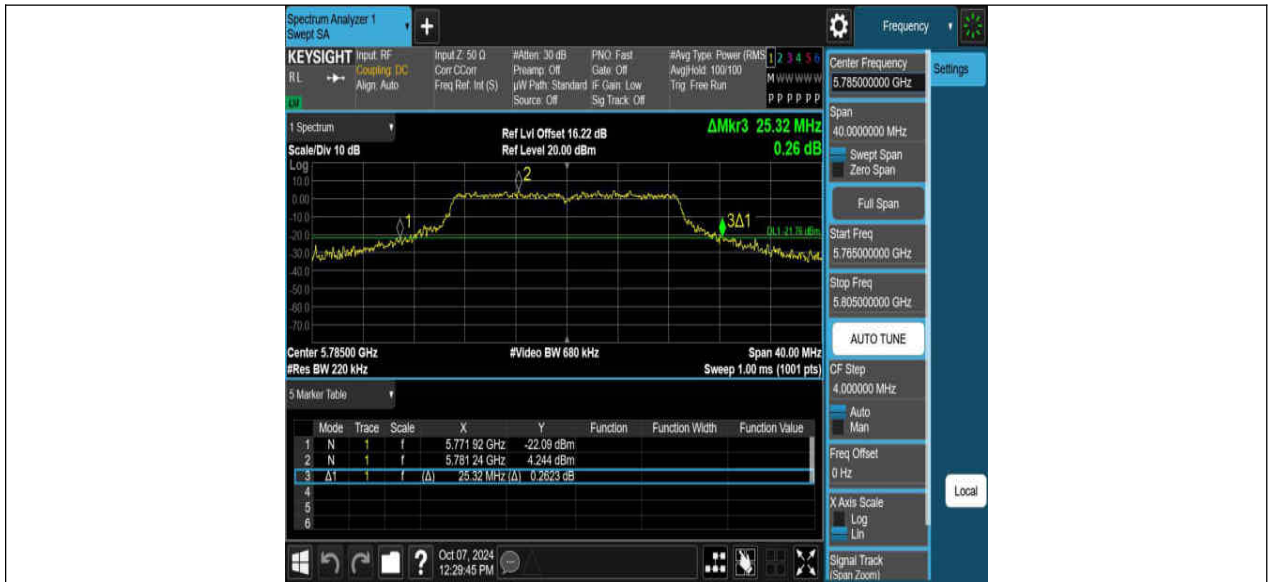 Spectrum Analyzer 1
Swept SA
+
Frequency
KEYSIGHT
RL
Input: RF
Coupling: DC
Align: Auto
Input Z: 50 Ω
Corr CCorr
Freq Ref: Int (S)
#Atten: 30 dB
Preamp: Off
µW Path: Standard
Source: Off
PNO: Fast
Gate: Off
IF Gain: Low
Sig Track: Off
#Avg Type: Power (RMS
Avg|Hold: 100/100
Trig: Free Run
1 2 3 4 5 6
M W W W W W
P P P P P P
Center Frequency
5.785000000 GHz
Settings
1 Spectrum
Scale/Div 10 dB
Ref Lvl Offset 16.22 dB
Ref Level 20.00 dBm
ΔMkr3 25.32 MHz
0.26 dB
Log
10.0
0.00
-10.0
-20.0
-30.0
-40.0
-50.0
-60.0
-70.0
1
2
3Δ1
DL1 -21.76 dBm
Center 5.78500 GHz
#Res BW 220 kHz
#Video BW 680 kHz
Span 40.00 MHz
Sweep 1.00 ms (1001 pts)
Span
40.0000000 MHz
Swept Span
Zero Span
Full Span
Start Freq
5.765000000 GHz
Stop Freq
5.805000000 GHz
AUTO TUNE
CF Step
4.000000 MHz
Auto
Man
Freq Offset
0 Hz
X Axis Scale
Log
Lin
Signal Track
(Span Zoom)
Local
5 Marker Table
Mode Trace Scale X Y Function Function Width Function Value
1 N 1 f 5.771 92 GHz -22.09 dBm
2 N 1 f 5.781 24 GHz 4.244 dBm
3 Δ1 1 f (Δ) 25.32 MHz (Δ) 0.2623 dB
4
5
6
?
Oct 07, 2024
12:29:45 PM